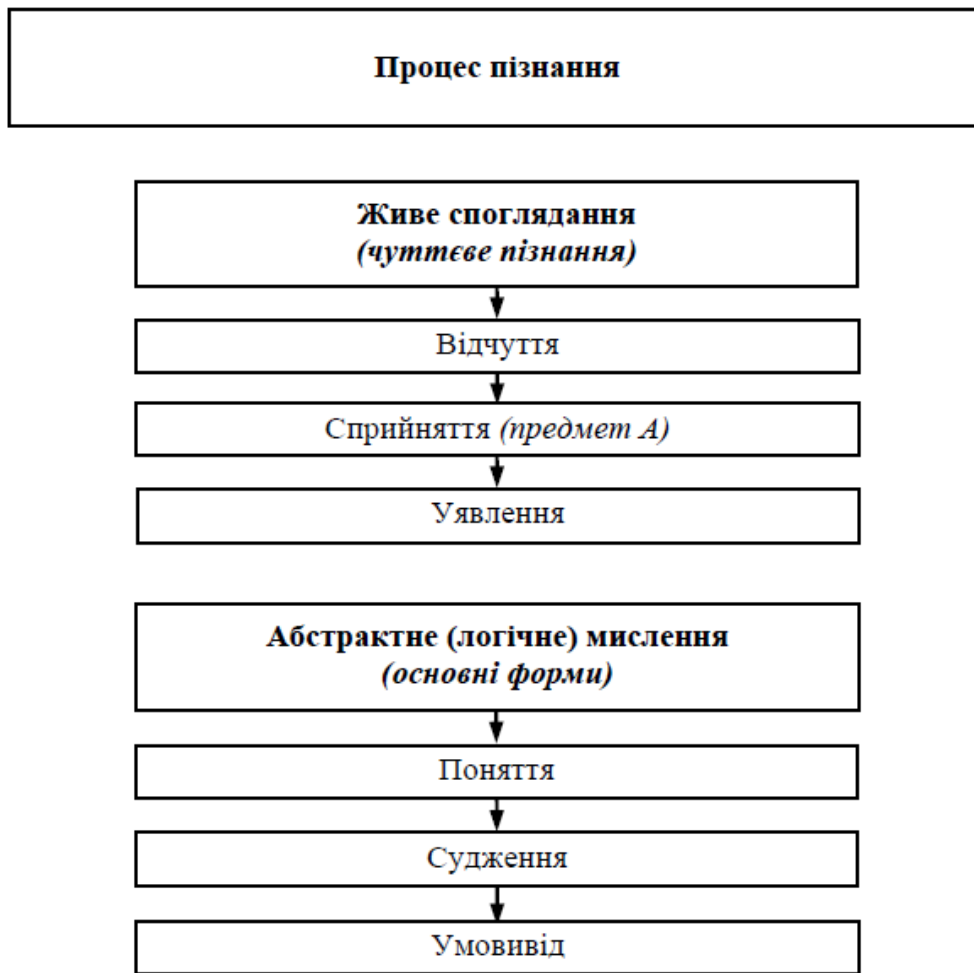 Процес пізнання
Живе споглядання
(чуттєве пізнання)
Відчуття
Сприйняття (предмет А)
Уявлення
Абстрактне (логічне) мислення
(основні форми)
Поняття
Судження
Умовивід